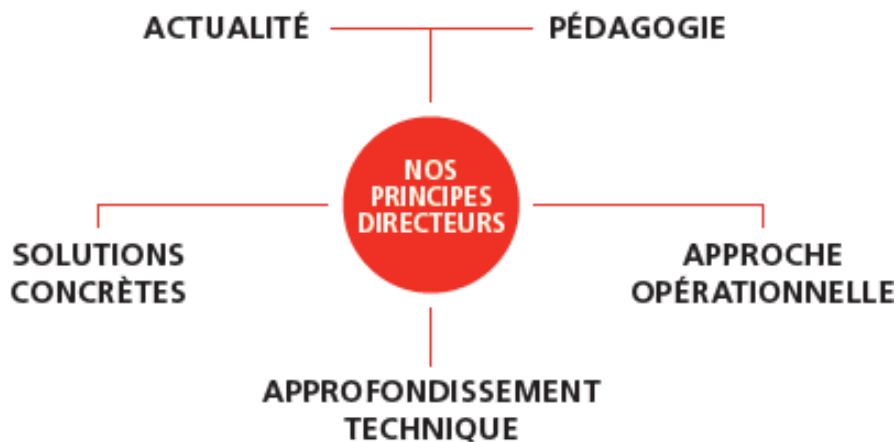 ACTUALITÉ
PÉDAGOGIE
NOS
PRINCIPES
DIRECTEURS
SOLUTIONS
CONCRÈTES
APPROCHE
OPÉRATIONNELLE
APPROFONDISSEMENT
TECHNIQUE